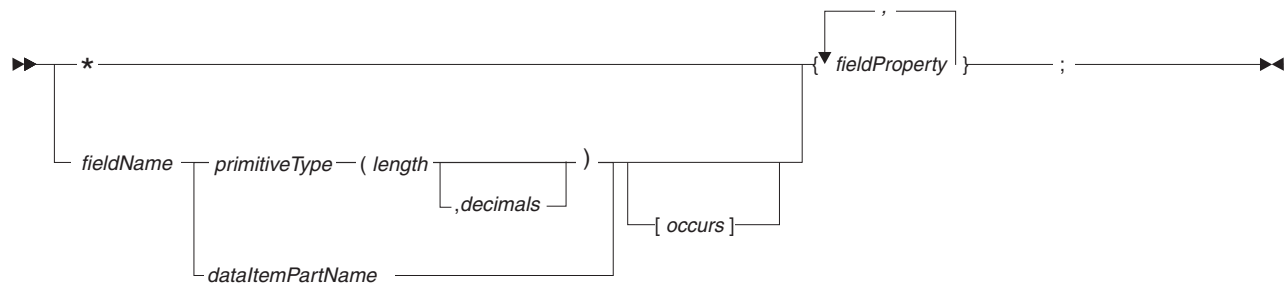 ,
* { fieldProperty } ;
fieldName primitiveType ( length )
,decimals
[ occurs ]
dataItemPartName